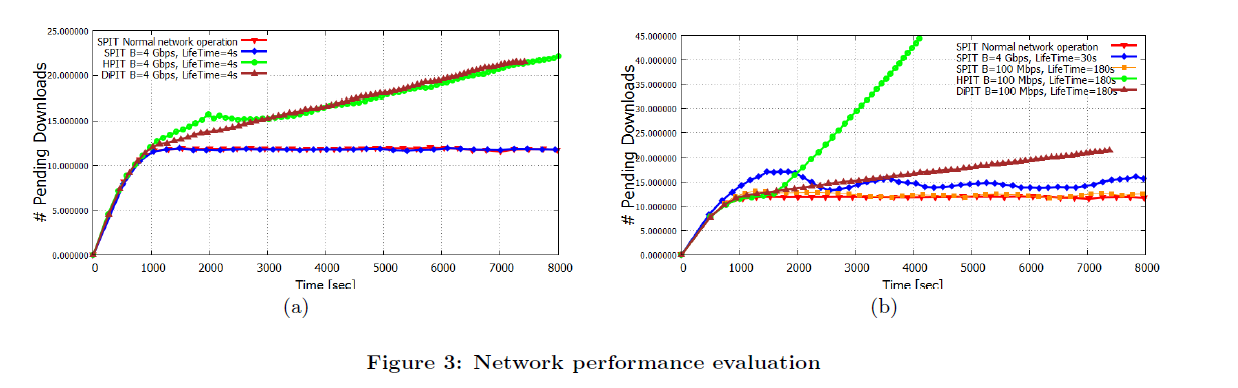 25.000000
20.000000
15.000000
10.000000
5.000000
0.000000
# Pending Downloads
SPIT Normal network operation
SPIT B=4 Gbps, LifeTime=4s
HPIT B=4 Gbps, LifeTime=4s
DiPIT B=4 Gbps, LifeTime=4s
0 1000 2000 3000 4000 5000 6000 7000 8000
Time [sec]
(a)
45.000000
40.000000
35.000000
30.000000
25.000000
20.000000
15.000000
10.000000
5.000000
0.000000
# Pending Downloads
SPIT Normal network operation
SPIT B=4 Gbps, LifeTime=30s
SPIT B=100 Mbps, LifeTime=180s
HPIT B=100 Mbps, LifeTime=180s
DiPIT B=100 Mbps, LifeTime=180s
0 1000 2000 3000 4000 5000 6000 7000 8000
Time [sec]
(b)
Figure 3: Network performance evaluation